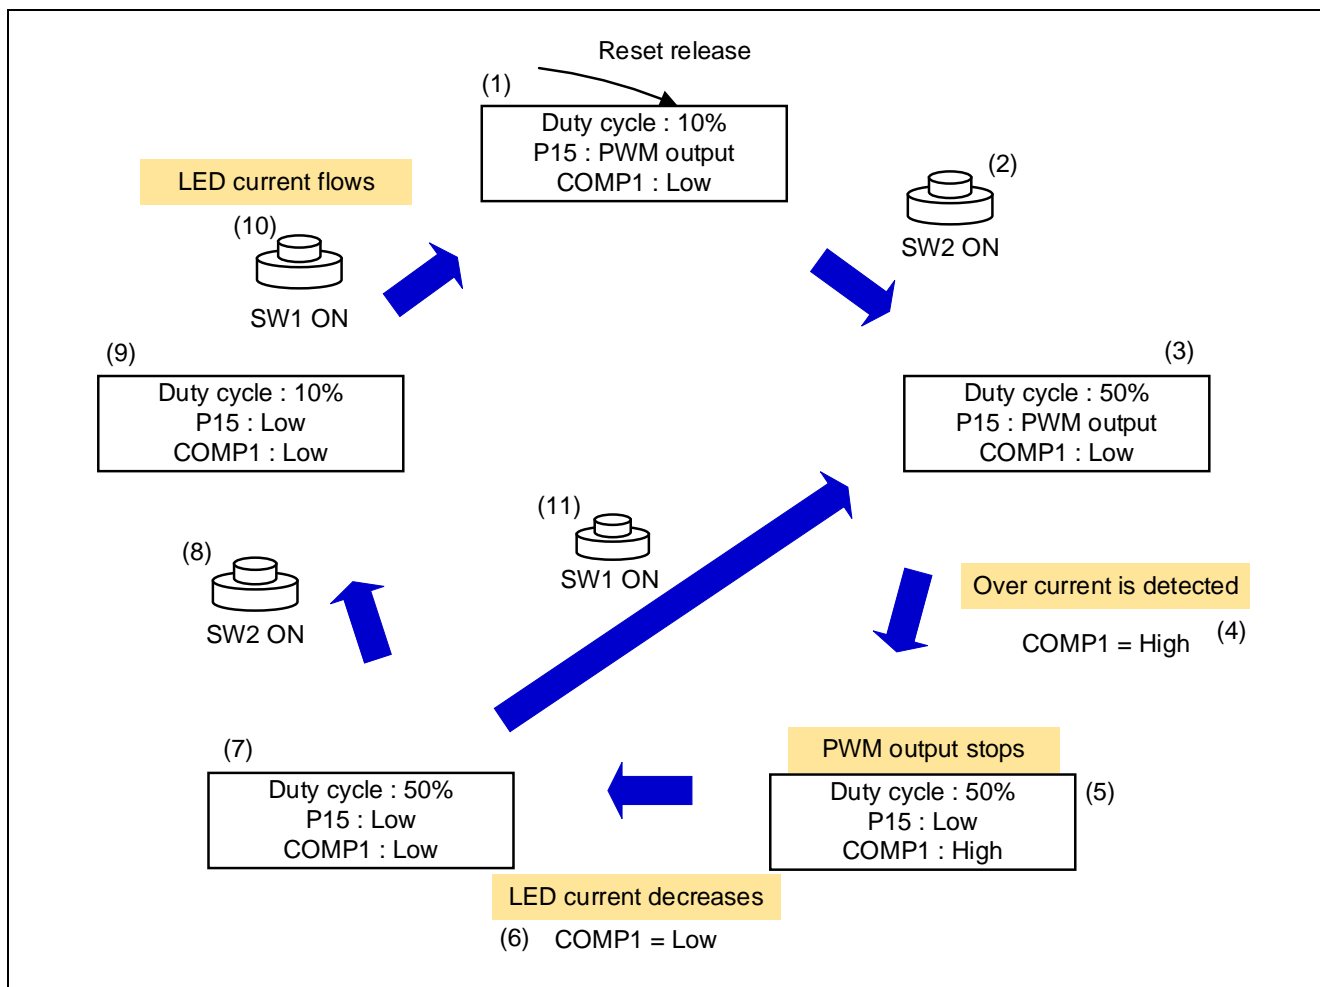 Reset release
(1)
Duty cycle : 10%
P15 : PWM output
COMP1 : Low
(2)
SW2 ON
LED current flows
(10)
SW1 ON
(9)
Duty cycle : 10%
P15 : Low
COMP1 : Low
(3)
Duty cycle : 50%
P15 : PWM output
COMP1 : Low
(11)
SW1 ON
(8)
SW2 ON
Over current is detected
COMP1 = High (4)
(7)
Duty cycle : 50%
P15 : Low
COMP1 : Low
PWM output stops
Duty cycle : 50%
P15 : Low
COMP1 : High
(5)
LED current decreases
(6) COMP1 = Low